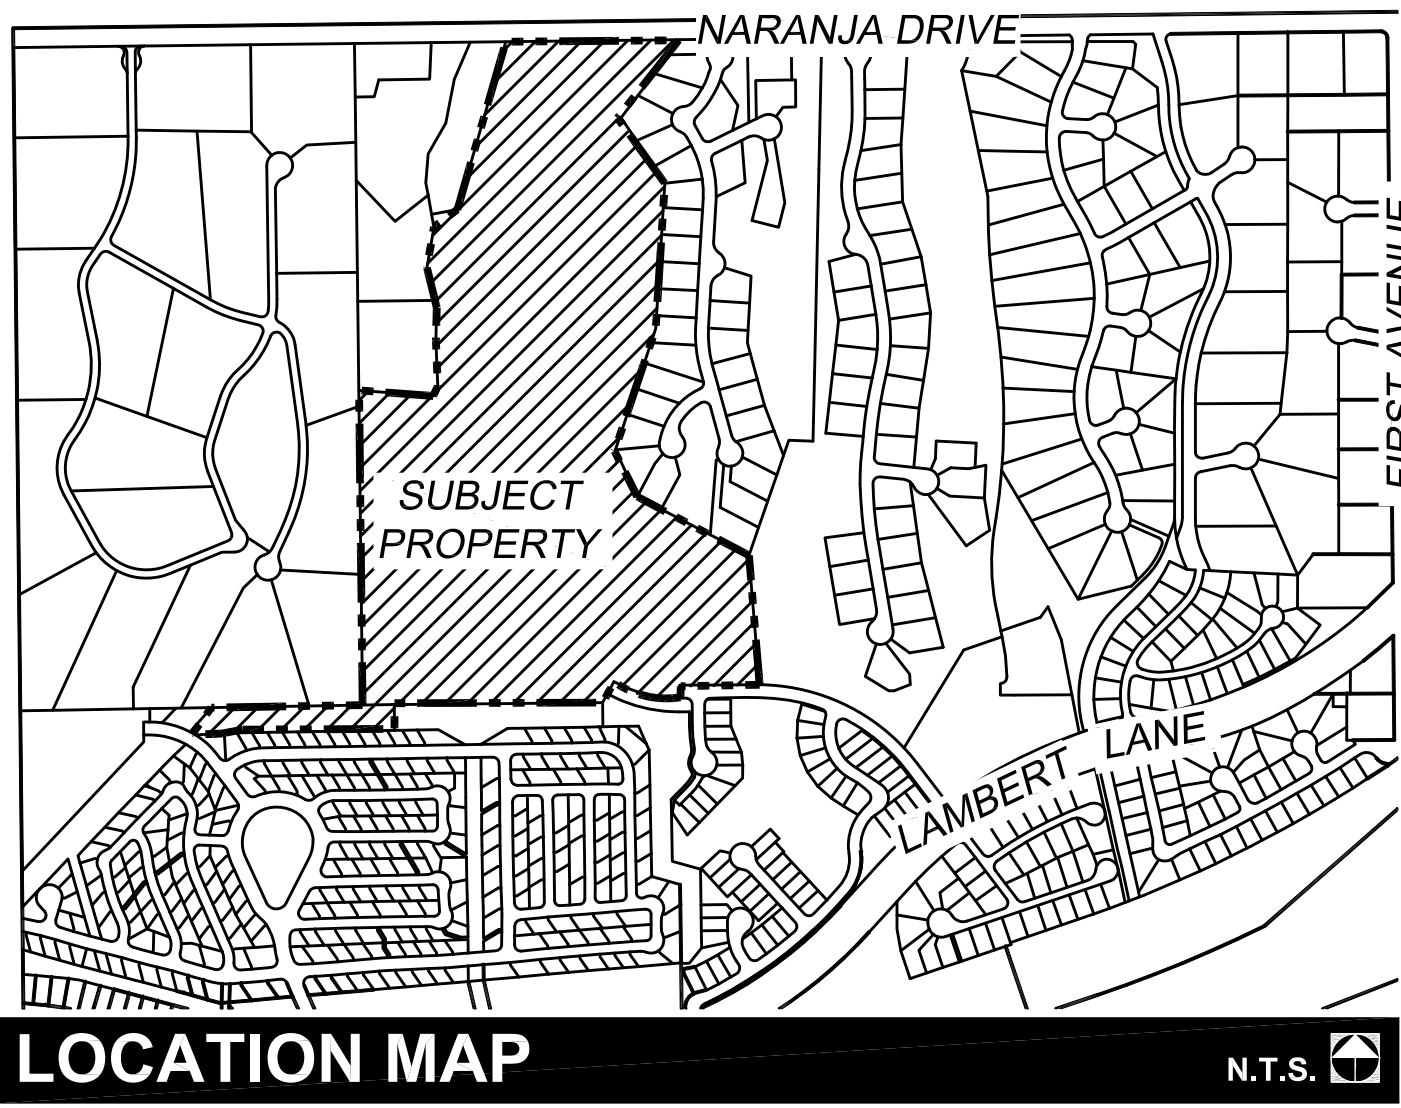 NARANJA DRIVE
FIRST AVENUE
SUBJECT
PROPERTY
LAMBERT LANE
LOCATION MAP
N.T.S.